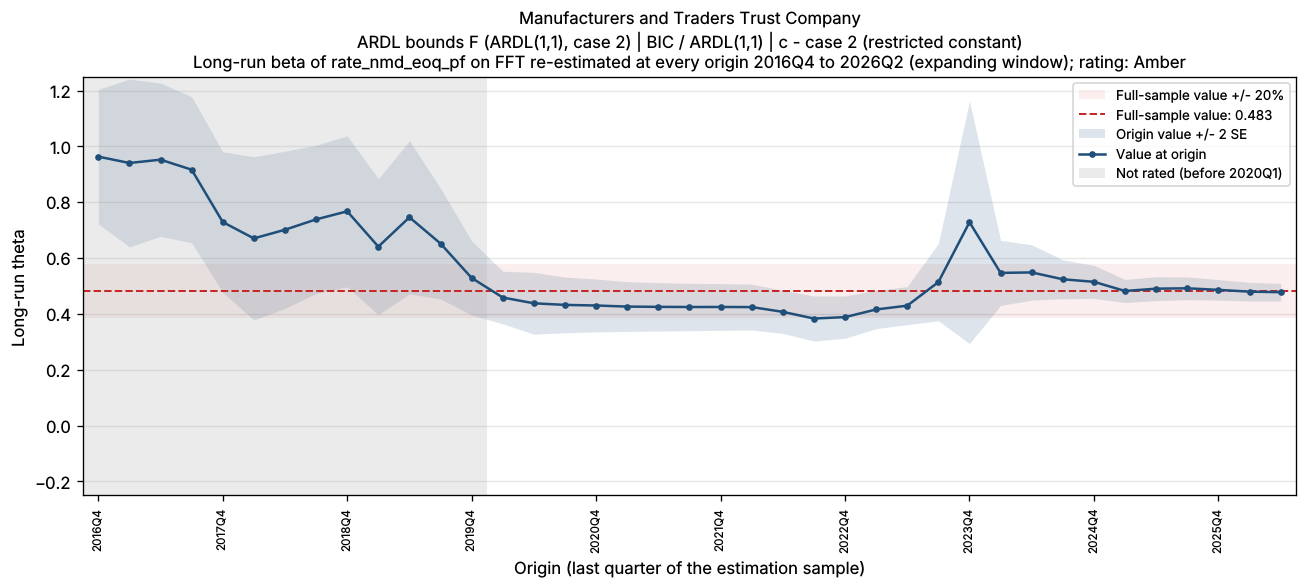 Manufacturers and Traders Trust Company
ARDL bounds F (ARDL(1,1), case 2) | BIC / ARDL(1,1) | c - case 2 (restricted constant)
Long-run beta of rate_nmd_eoq_pf on FFT re-estimated at every origin 2016Q4 to 2026Q2 (expanding window); rating: Amber
Full-sample value +/- 20%
Full-sample value: 0.483
Origin value +/- 2 SE
Value at origin
Not rated (before 2020Q1)
Long-run theta
1.2
1.0
0.8
0.6
0.4
0.2
0.0
−0.2
2016Q4
2017Q4
2018Q4
2019Q4
2020Q4
2021Q4
2022Q4
2023Q4
2024Q4
2025Q4
Origin (last quarter of the estimation sample)